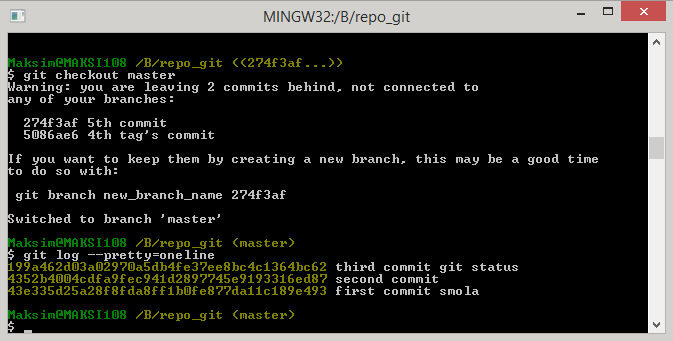 MINGW32:/B/repo_git
Maksim@MAKSI108 /B/repo_git ((274f3af...))
$ git checkout master
Warning: you are leaving 2 commits behind, not connected to
any of your branches:
274f3af 5th commit
5086ae6 4th tag's commit
If you want to keep them by creating a new branch, this may be a good time
to do so with:
git branch new_branch_name 274f3af
Switched to branch 'master'
Maksim@MAKSI108 /B/repo_git (master)
$ git log --pretty=oneline
199a462d03a02970a5db4fe37ee8bc4c1364bc62 third commit git status
4352b4004cdfa9fec941d2897745e9193316ed87 second commit
43e335d25a28f8fda8ff1b0fe877da11c189e493 first commit smola
Maksim@MAKSI108 /B/repo_git (master)
$